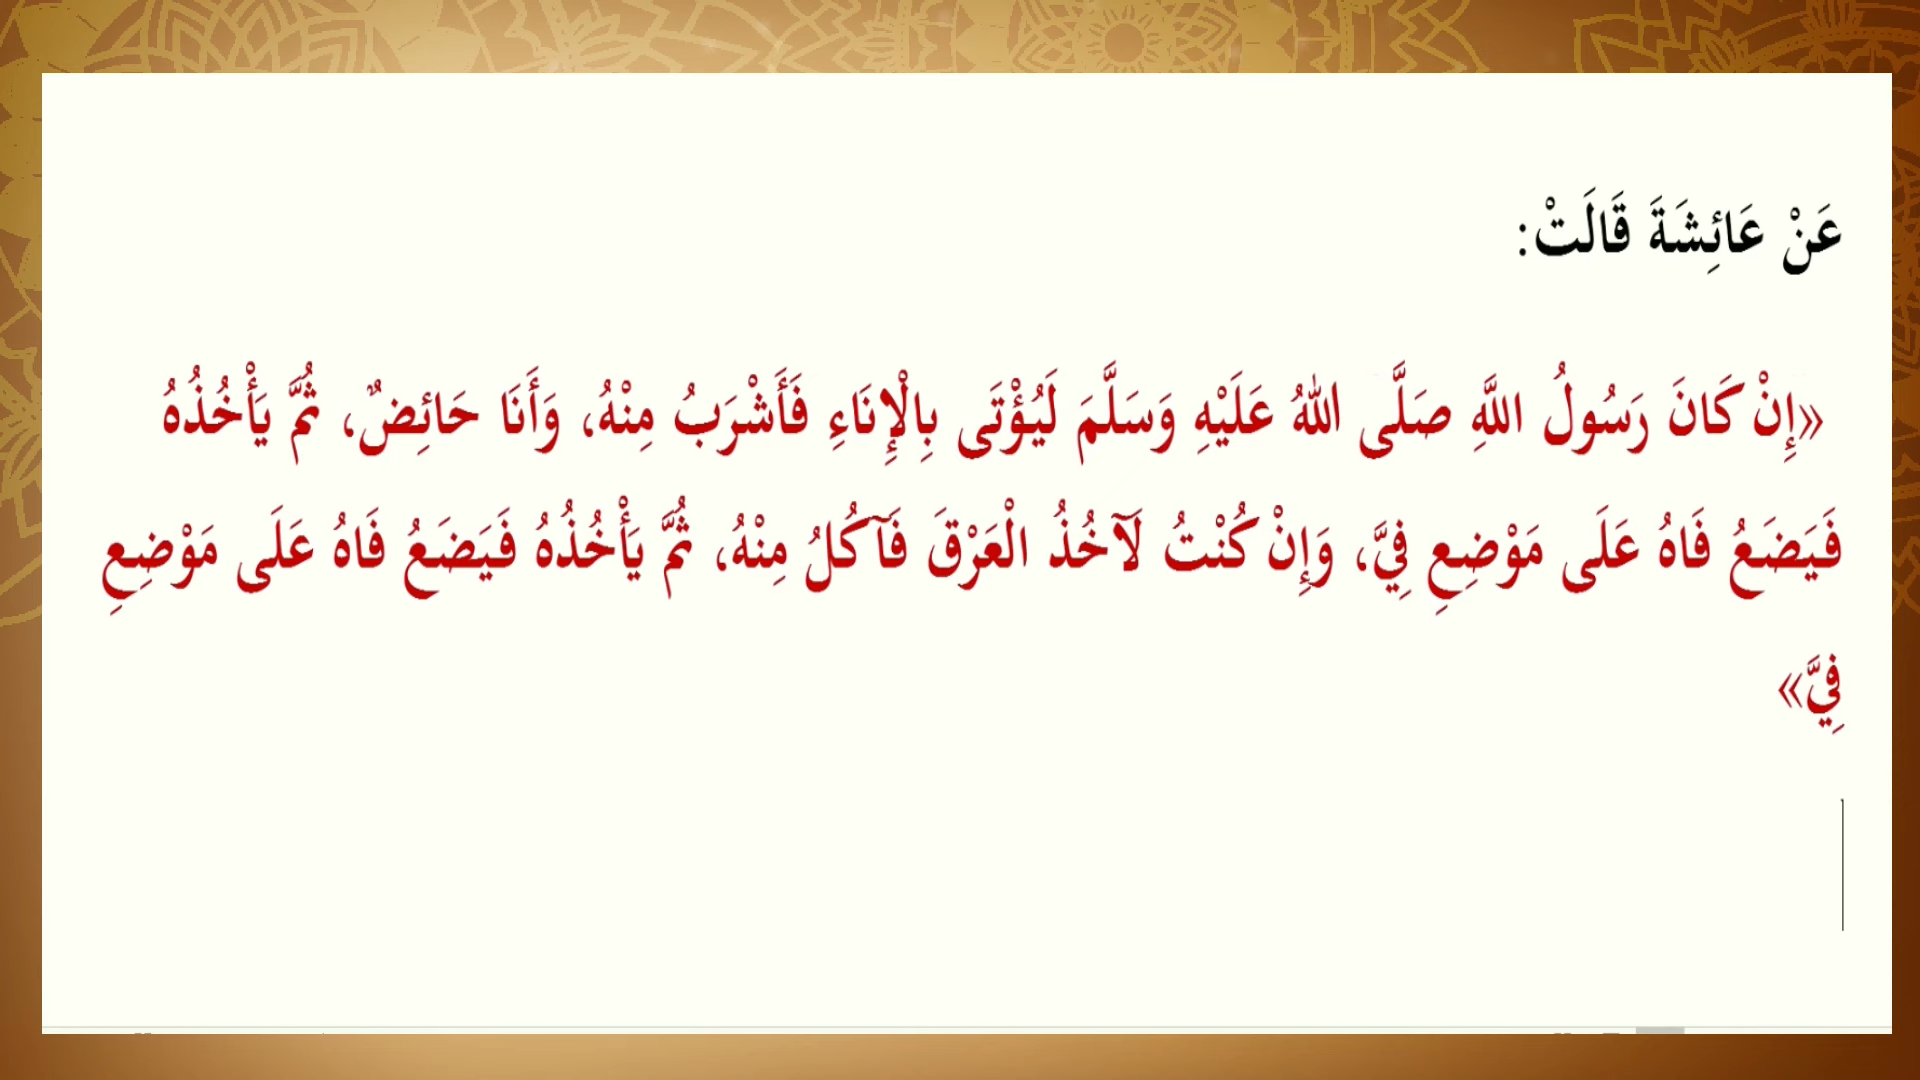 عَنْ عَائِشَةَ قَالَتْ:
«إِنْ كَانَ رَسُولُ اللَّهِ صَلَّى اللهُ عَلَيْهِ وَسَلَّمَ لَيُؤْتَى بِالْإِنَاءِ فَأَشْرَبُ مِنْهُ، وَأَنَا حَائِضٌ، ثُمَّ يَأْخُذُهُ
فَيَضَعُ فَاهُ عَلَى مَوْضِعِ فِيَّ، وَإِنْ كُنْتُ لَآخُذُ الْعَرْقَ فَآكُلُ مِنْهُ، ثُمَّ يَأْخُذُهُ فَيَضَعُ فَاهُ عَلَى مَوْضِعِ
فِيَّ»